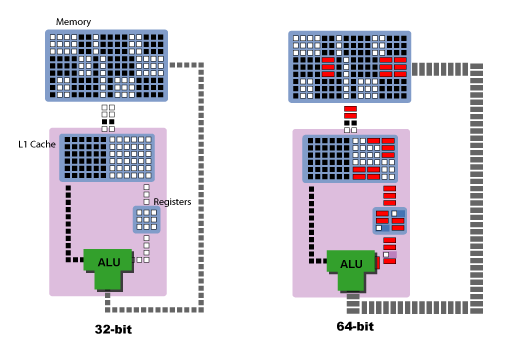 Memory
L1 Cache
Registers
ALU
ALU
32-bit
64-bit